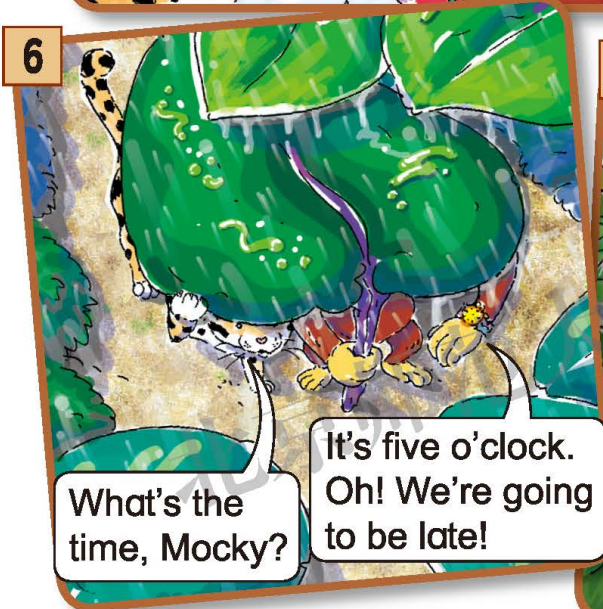 6
What's the
time, Mocky?
It's five o'clock.
Oh! We're going
to be late!